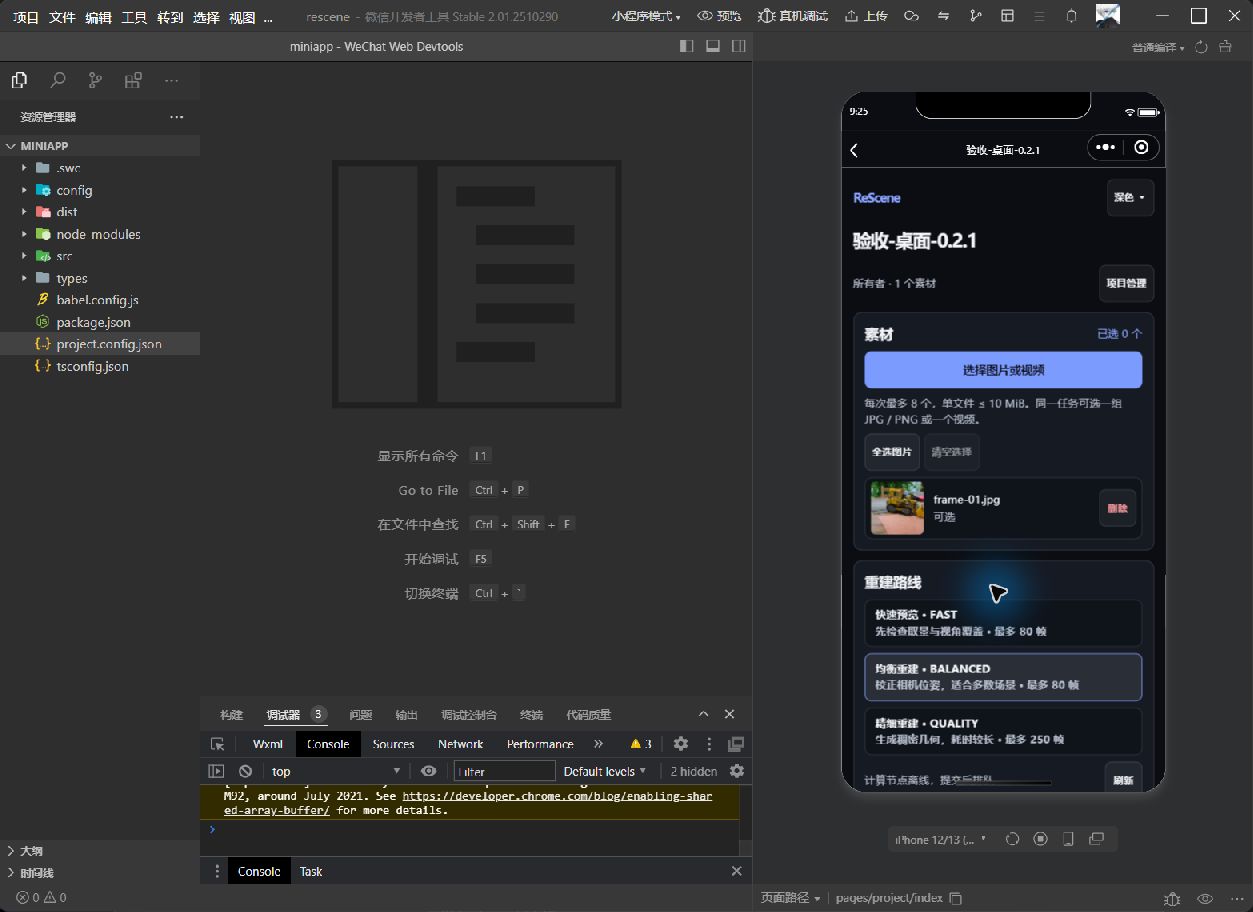 项目 文件 编辑 工具 转到 选择 视图 ...
rescene - 微信开发者工具 Stable 2.01.2510290
小程序模式 预览 真机调试 上传
miniapp - WeChat Web Devtools
普通编译
资源管理器
MINIAPP
.swc
config
dist
node_modules
src
types
babel.config.js
package.json
project.config.json
tsconfig.json
大纲
时间线
0 0
显示所有命令
Go to File Ctrl + P
在文件中查找 Ctrl + Shift + F
开始调试 F5
切换终端 Ctrl + `
构建 调试器 3 问题 输出 调试控制台 终端 代码质量
Wxml Console Sources Network Performance » 3
top Filter Default levels 2 hidden
M92, around July 2021. See https://developer.chrome.com/blog/enabling-shar
ed-array-buffer/ for more details.
Console Task
9:25
验收-桌面-0.2.1
ReScene
深色
验收-桌面-0.2.1
所有者 · 1 个素材
项目管理
素材
已选 0 个
选择图片或视频
每次最多 8 个，单文件 ≤ 10 MiB。同一任务可选一组
JPG / PNG 或一个视频。
全选图片 清空选择
frame-01.jpg
可选
删除
重建路线
快速预览 · FAST
先检查取景与视角覆盖 · 最多 80 帧
均衡重建 · BALANCED
校正相机位姿，适合多数场景 · 最多 80 帧
精细重建 · QUALITY
生成稠密几何，耗时较长 · 最多 250 帧
计算节点离线，提交后排队
刷新
iPhone 12/13 (...
页面路径 pages/project/index